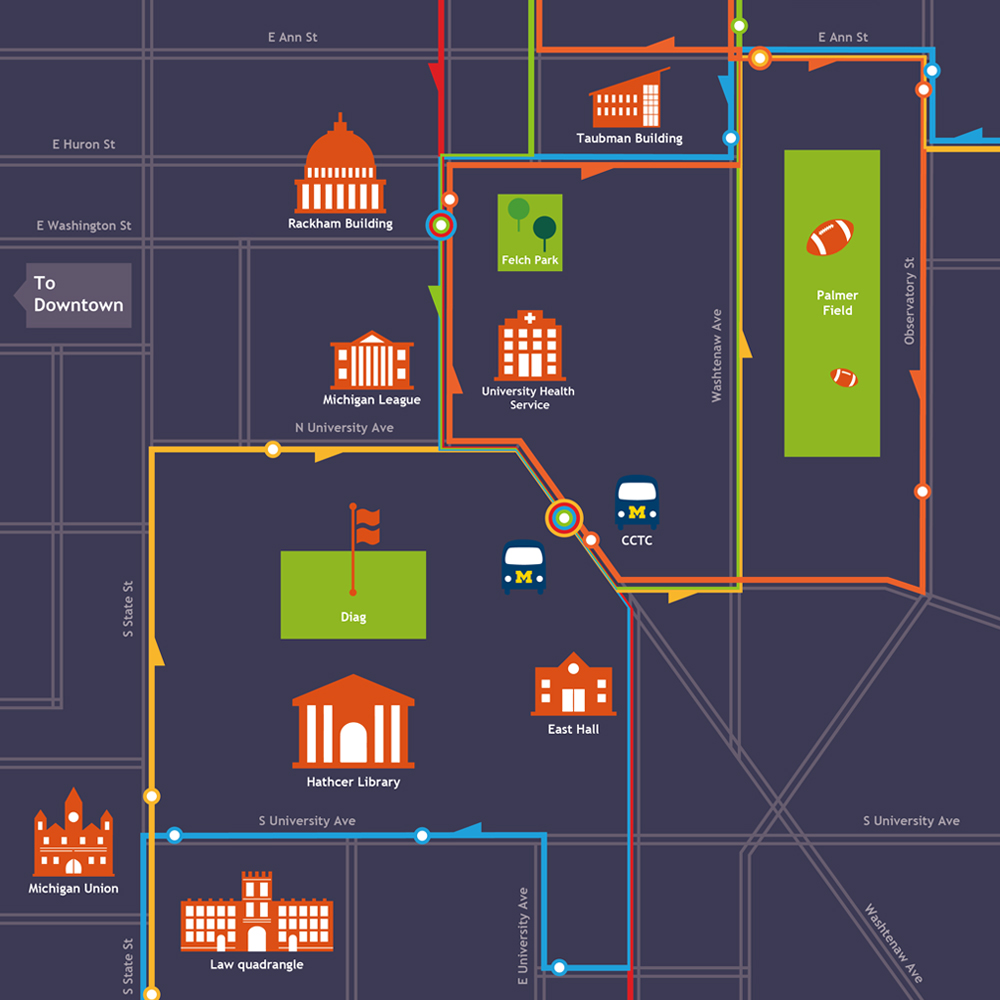 E Ann St
E Ann St
Taubman Building
E Huron St
Rackham Building
E Washington St
Felch Park
To
Downtown
Palmer
Field
Observatory St
Washtenaw Ave
Michigan League
University Health
Service
N University Ave
M
CCTC
M
Diag
S State St
East Hall
Hathcer Library
S University Ave
S University Ave
Michigan Union
Law quadrangle
S State St
E University Ave
Washtenaw Ave